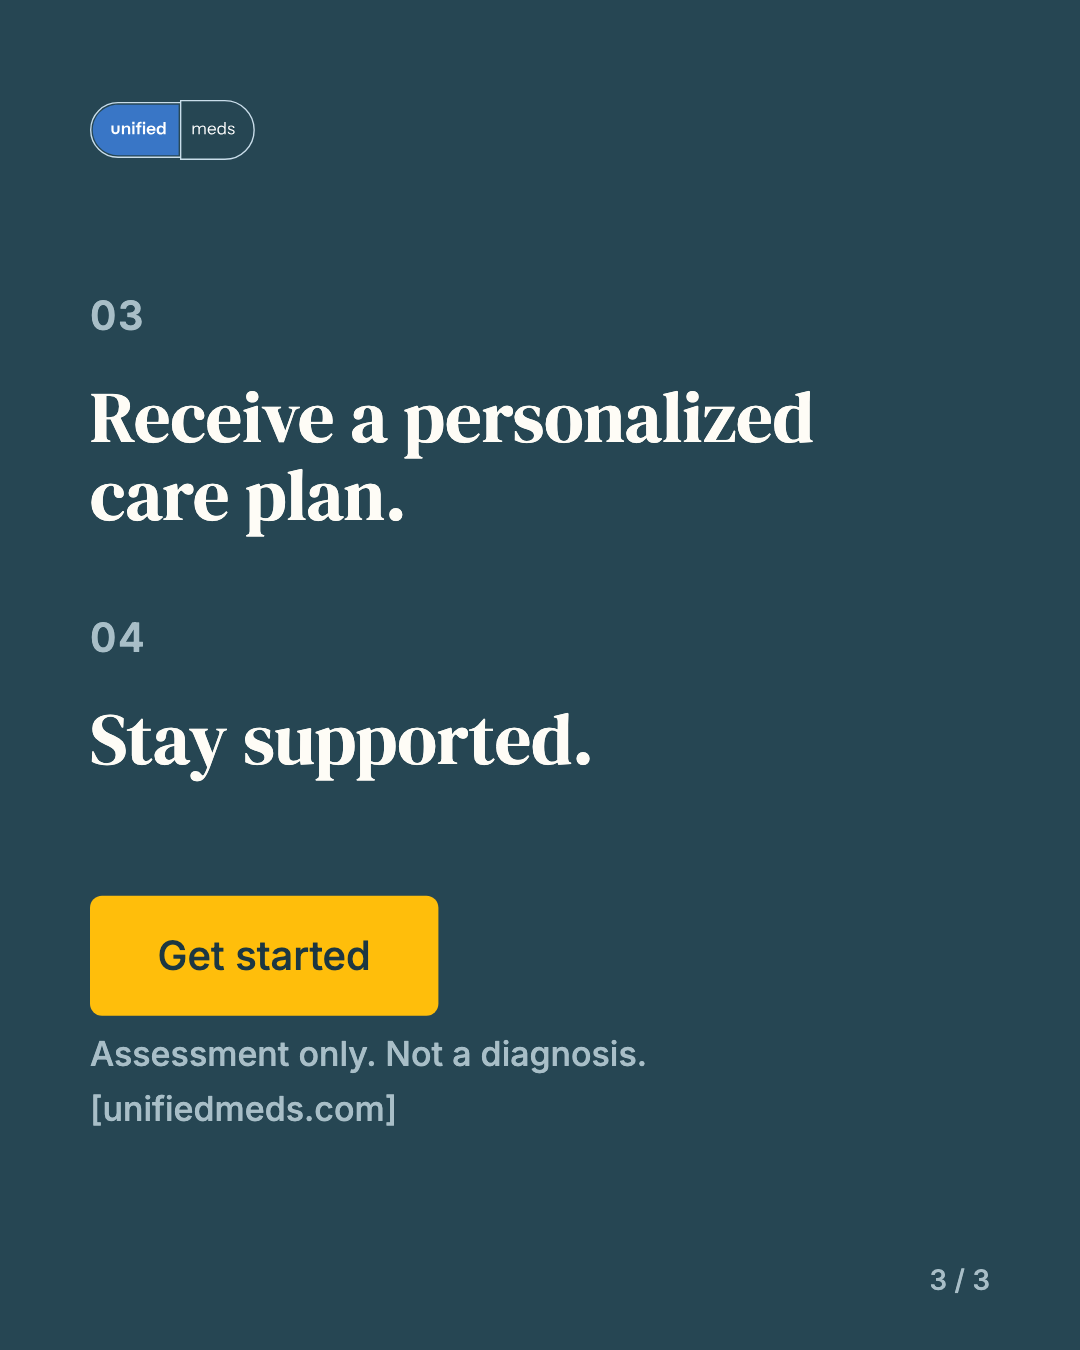 unified meds
03
Receive a personalized
care plan.
04
Stay supported.
Get started
Assessment only. Not a diagnosis.
[unifiedmeds.com]
3 / 3